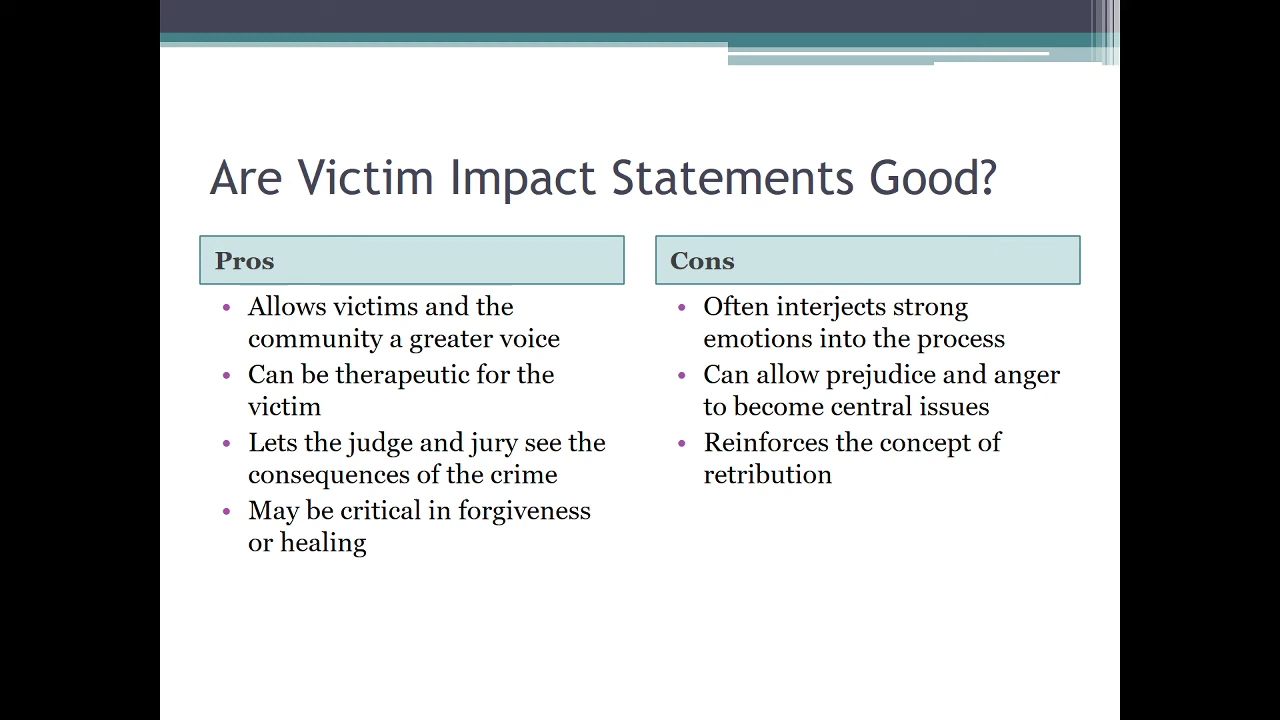 Are Victim Impact Statements Good?
Pros
• Allows victims and the
community a greater voice
• Can be therapeutic for the
victim
• Lets the judge and jury see the
consequences of the crime
• May be critical in forgiveness
or healing
Cons
• Often interjects strong
emotions into the process
• Can allow prejudice and anger
to become central issues
• Reinforces the concept of
retribution